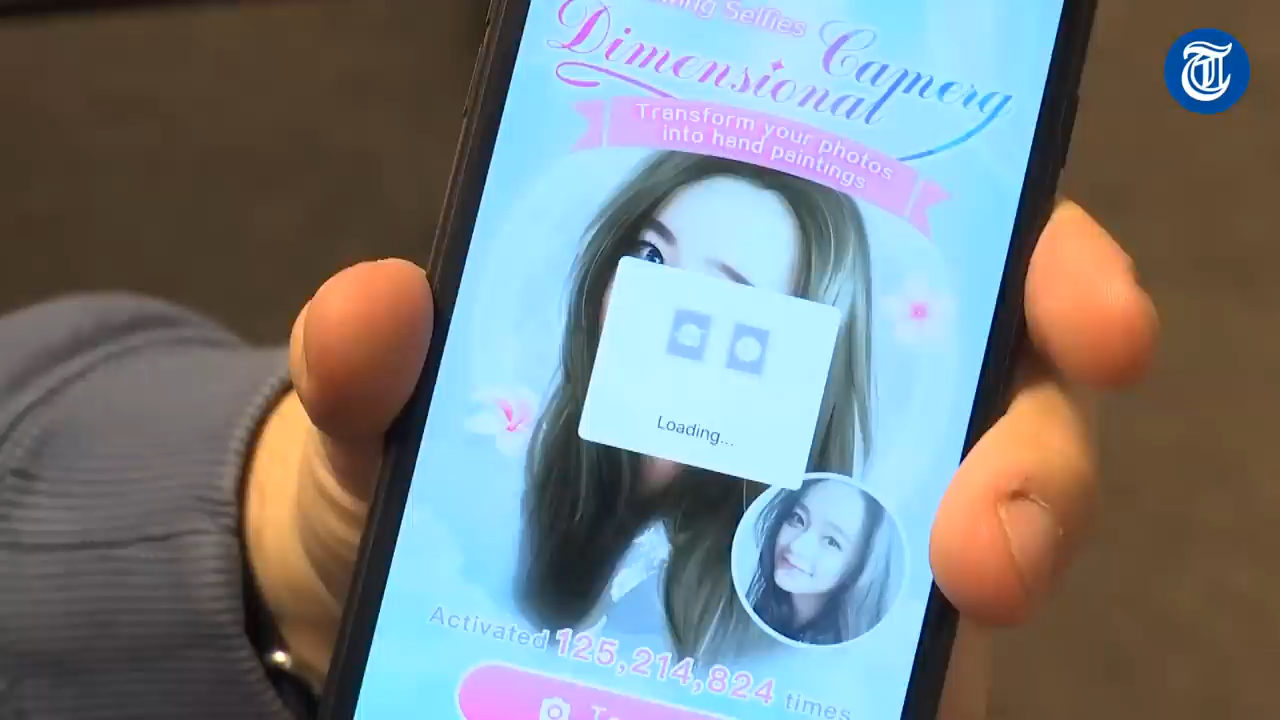 Selfies
Dimensional Camera
Transform your photos
into hand paintings
Loading...
Activated 125,214,824 times
T